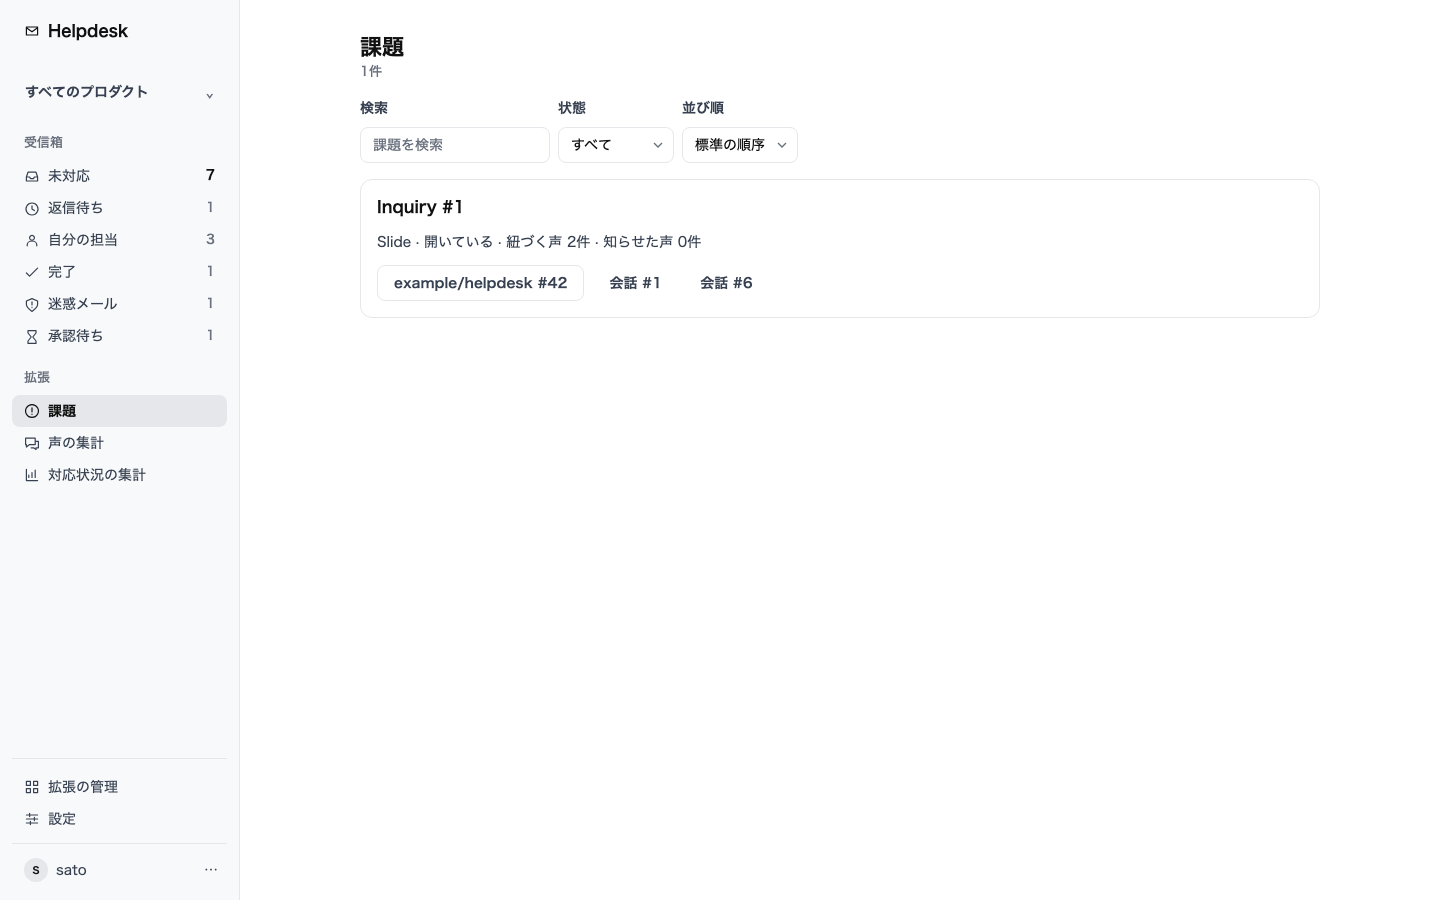 Helpdesk
すべてのプロダクト
受信箱
未対応 7
返信待ち 1
自分の担当 3
完了 1
迷惑メール 1
承認待ち 1
拡張
課題
声の集計
対応状況の集計
拡張の管理
設定
S sato ···
課題
1件
検索 状態 並び順
課題を検索 すべて 標準の順序
Inquiry #1
Slide · 開いている · 紐づく声 2件 · 知らせた声 0件
example/helpdesk #42 会話 #1 会話 #6